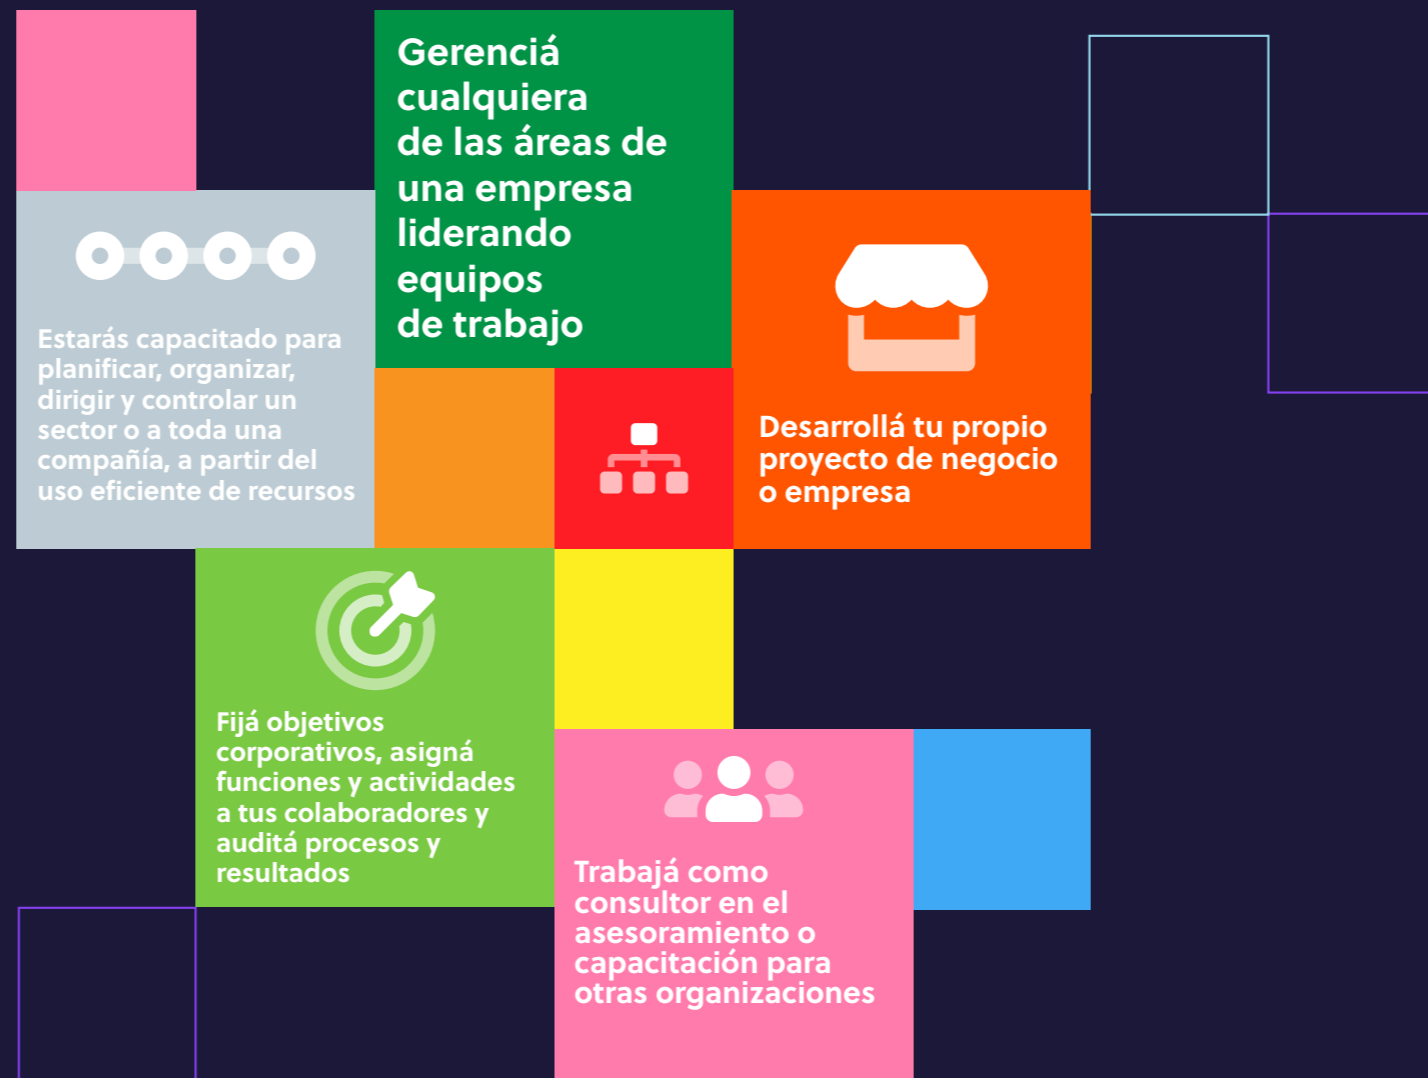 Gerenciá
cualquiera
de las áreas de
una empresa
liderando
equipos
de trabajo
Estarás capacitado para
planificar, organizar,
dirigir y controlar un
sector o a toda una
compañía, a partir del
uso eficiente de recursos
Desarrollá tu propio
proyecto de negocio
o empresa
Fijá objetivos
corporativos, asigná
funciones y actividades
a tus colaboradores y
auditá procesos y
resultados
Trabajá como
consultor en el
asesoramiento o
capacitación para
otras organizaciones